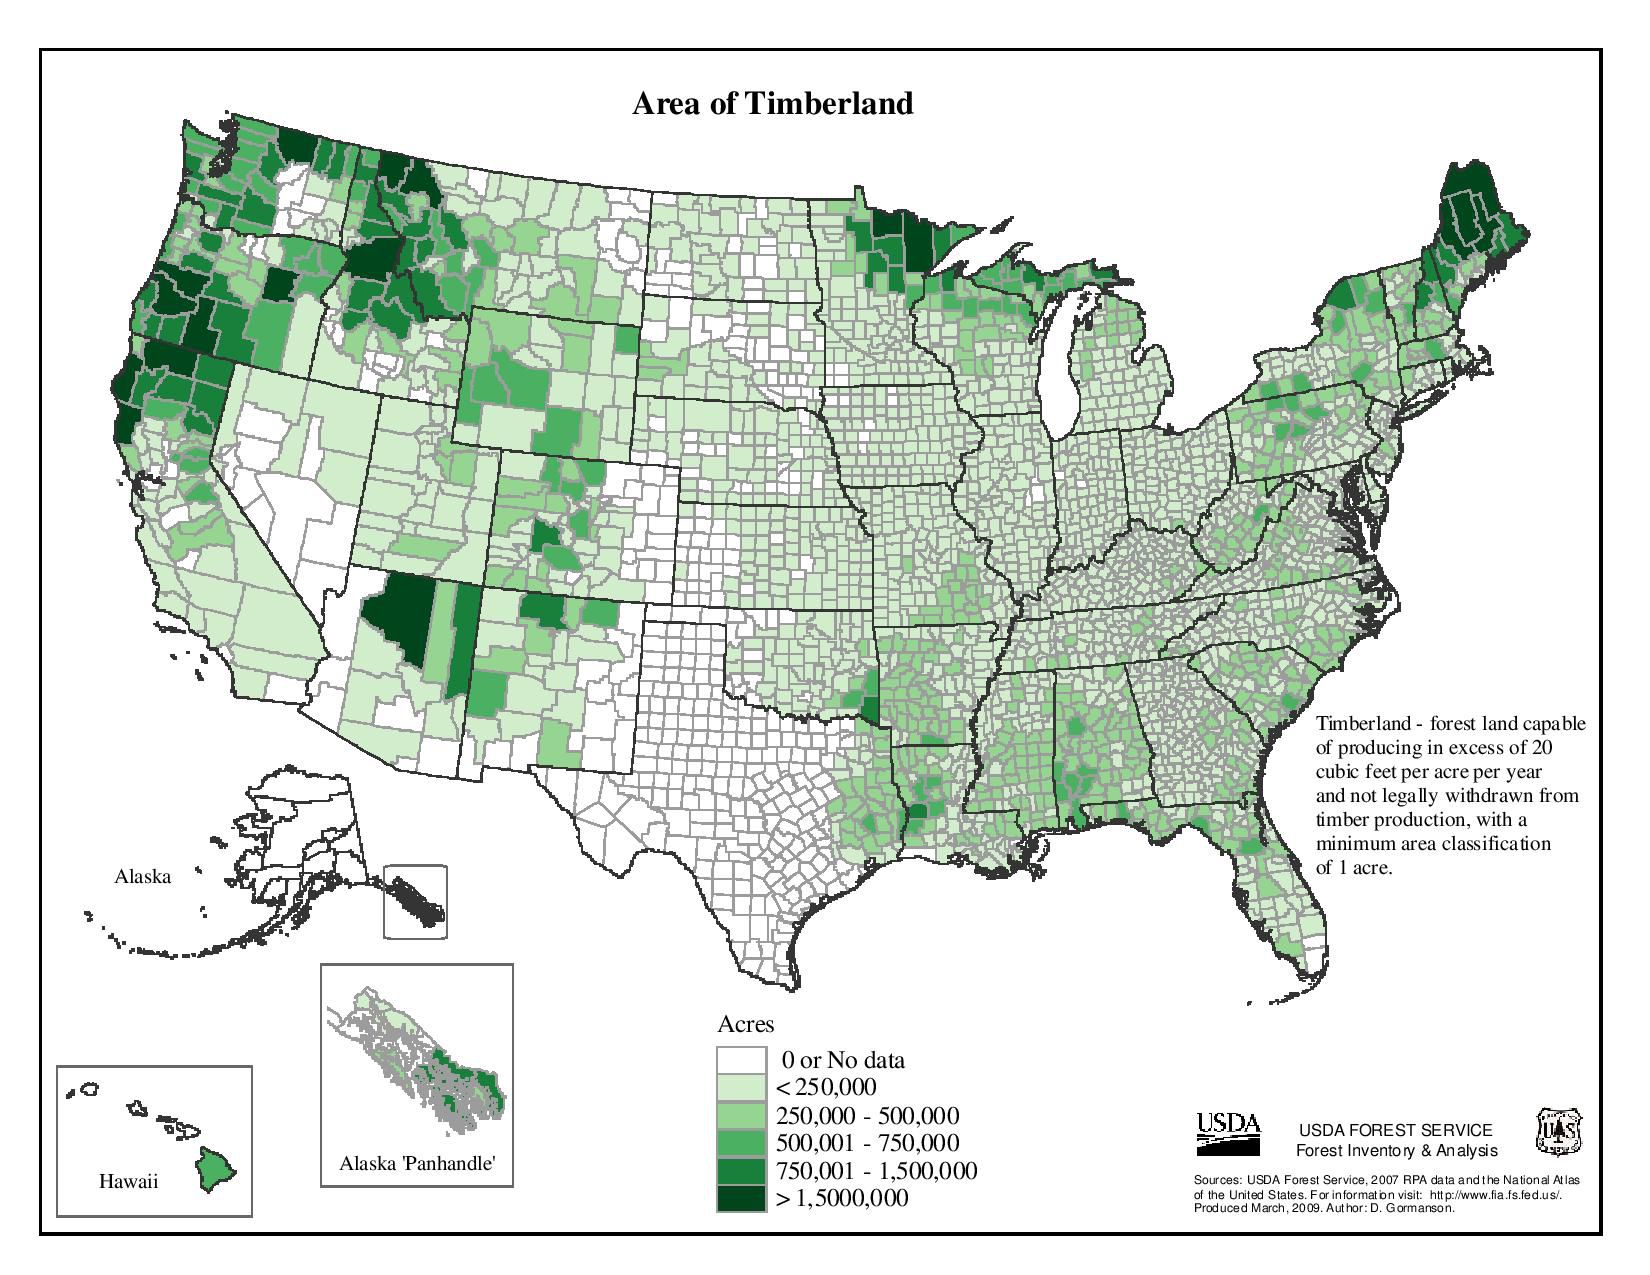 Area of Timberland
Timberland - forest land capable
of producing in excess of 20
cubic feet per acre per year
and not legally withdrawn from
timber production, with a
minimum area classification
of 1 acre.
Alaska
Alaska 'Panhandle'
Hawaii
Acres
0 or No data
< 250,000
250,000 - 500,000
500,001 - 750,000
750,001 - 1,500,000
> 1,5000,000
USDA
USDA FOREST SERVICE
Forest Inventory & Analysis
U S
Sources: USDA Forest Service, 2007 RPA data and the National Atlas
of the United States. For information visit: http://www.fia.fs.fed.us/.
Produced March, 2009. Author: D. Gormanson.